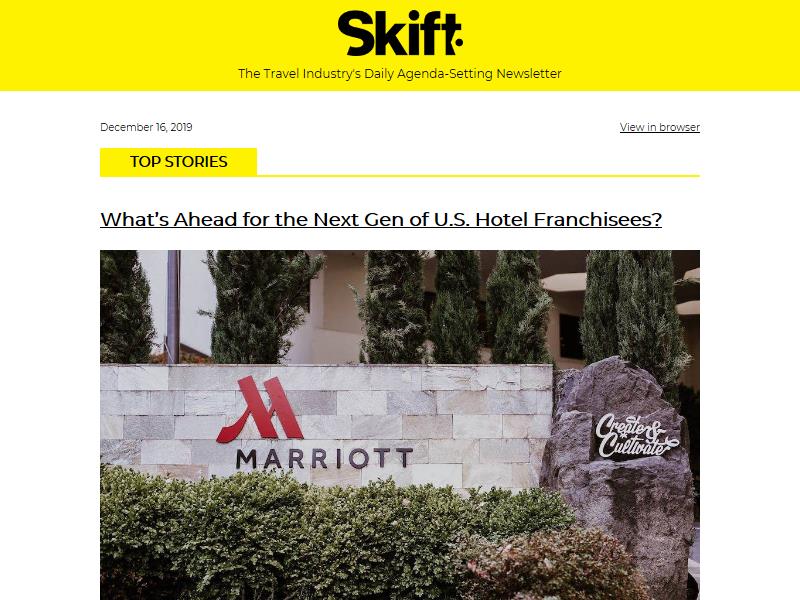 Skift:
The Travel Industry's Daily Agenda-Setting Newsletter
December 16, 2019
View in browser
TOP STORIES
What's Ahead for the Next Gen of U.S. Hotel Franchisees?
MARRIOTT
Create &
Cultivate